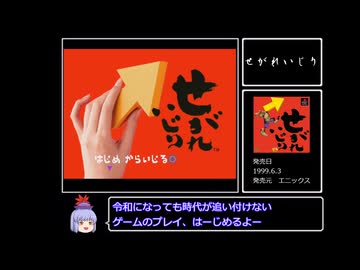 せがれいじり
せがれ
いじり
TM
はじめ からいじる
せがれ
いじり
発売日
1999.6.3
発売元　エニックス
令和になっても時代が追い付けない
ゲームのプレイ、はーじめるよー